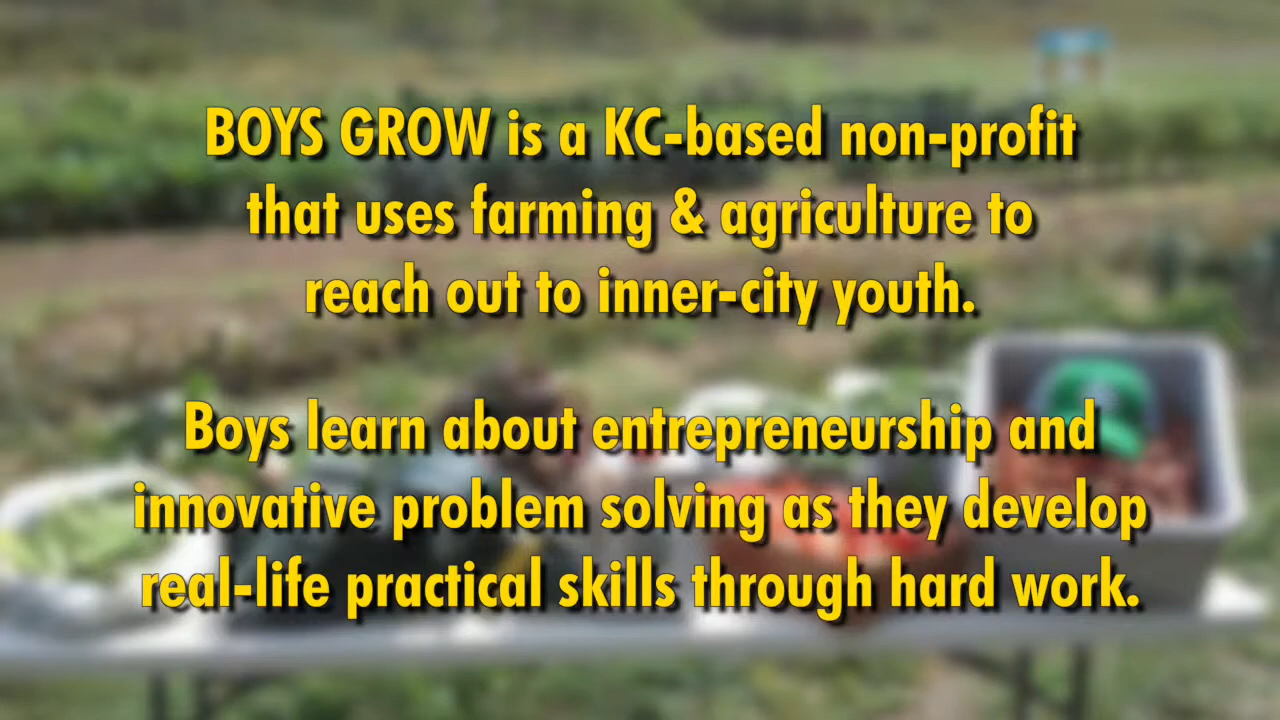 BOYS GROW is a KC-based non-profit
that uses farming & agriculture to
reach out to inner-city youth.
Boys learn about entrepreneurship and
innovative problem solving as they develop
real-life practical skills through hard work.